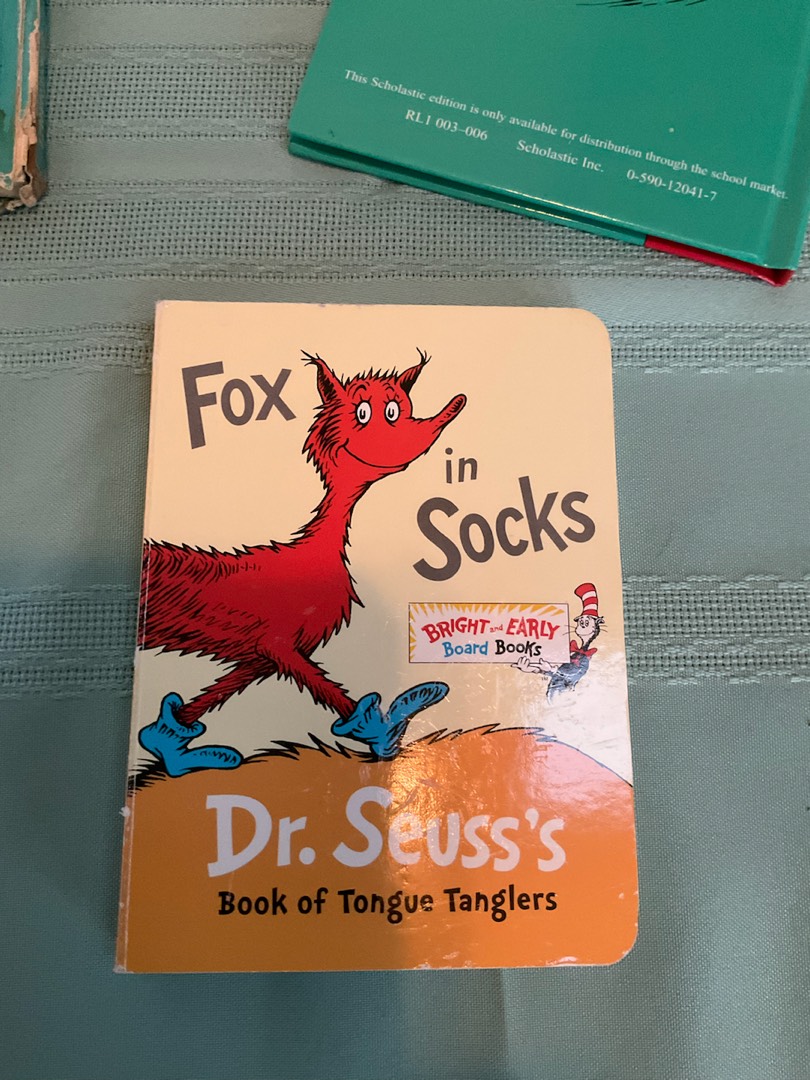 This Scholastic edition is only available for distribution through the school market.
RL1 003-006 Scholastic Inc. 0-590-12041-7
Fox
in
Socks
BRIGHT and EARLY
Board Books
Dr. Seuss's
Book of Tongue Tanglers